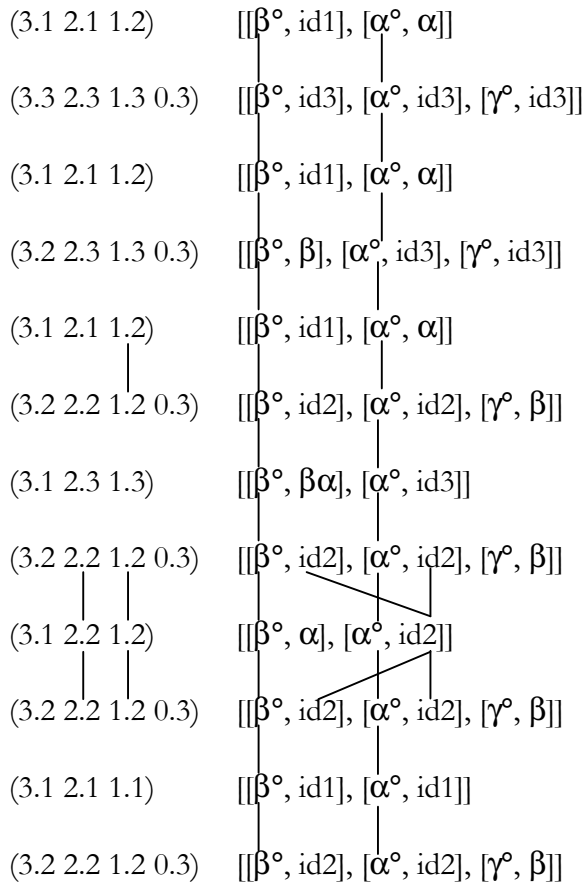 (3.1 2.1 1.2) [[β°, id1], [α°, α]]
(3.3 2.3 1.3 0.3) [[β°, id3], [α°, id3], [γ°, id3]]
(3.1 2.1 1.2) [[β°, id1], [α°, α]]
(3.2 2.3 1.3 0.3) [[β°, β], [α°, id3], [γ°, id3]]
(3.1 2.1 1.2) [[β°, id1], [α°, α]]
(3.2 2.2 1.2 0.3) [[β°, id2], [α°, id2], [γ°, β]]
(3.1 2.3 1.3) [[β°, βα], [α°, id3]]
(3.2 2.2 1.2 0.3) [[β°, id2], [α°, id2], [γ°, β]]
(3.1 2.2 1.2) [[β°, α], [α°, id2]]
(3.2 2.2 1.2 0.3) [[β°, id2], [α°, id2], [γ°, β]]
(3.1 2.1 1.1) [[β°, id1], [α°, id1]]
(3.2 2.2 1.2 0.3) [[β°, id2], [α°, id2], [γ°, β]]